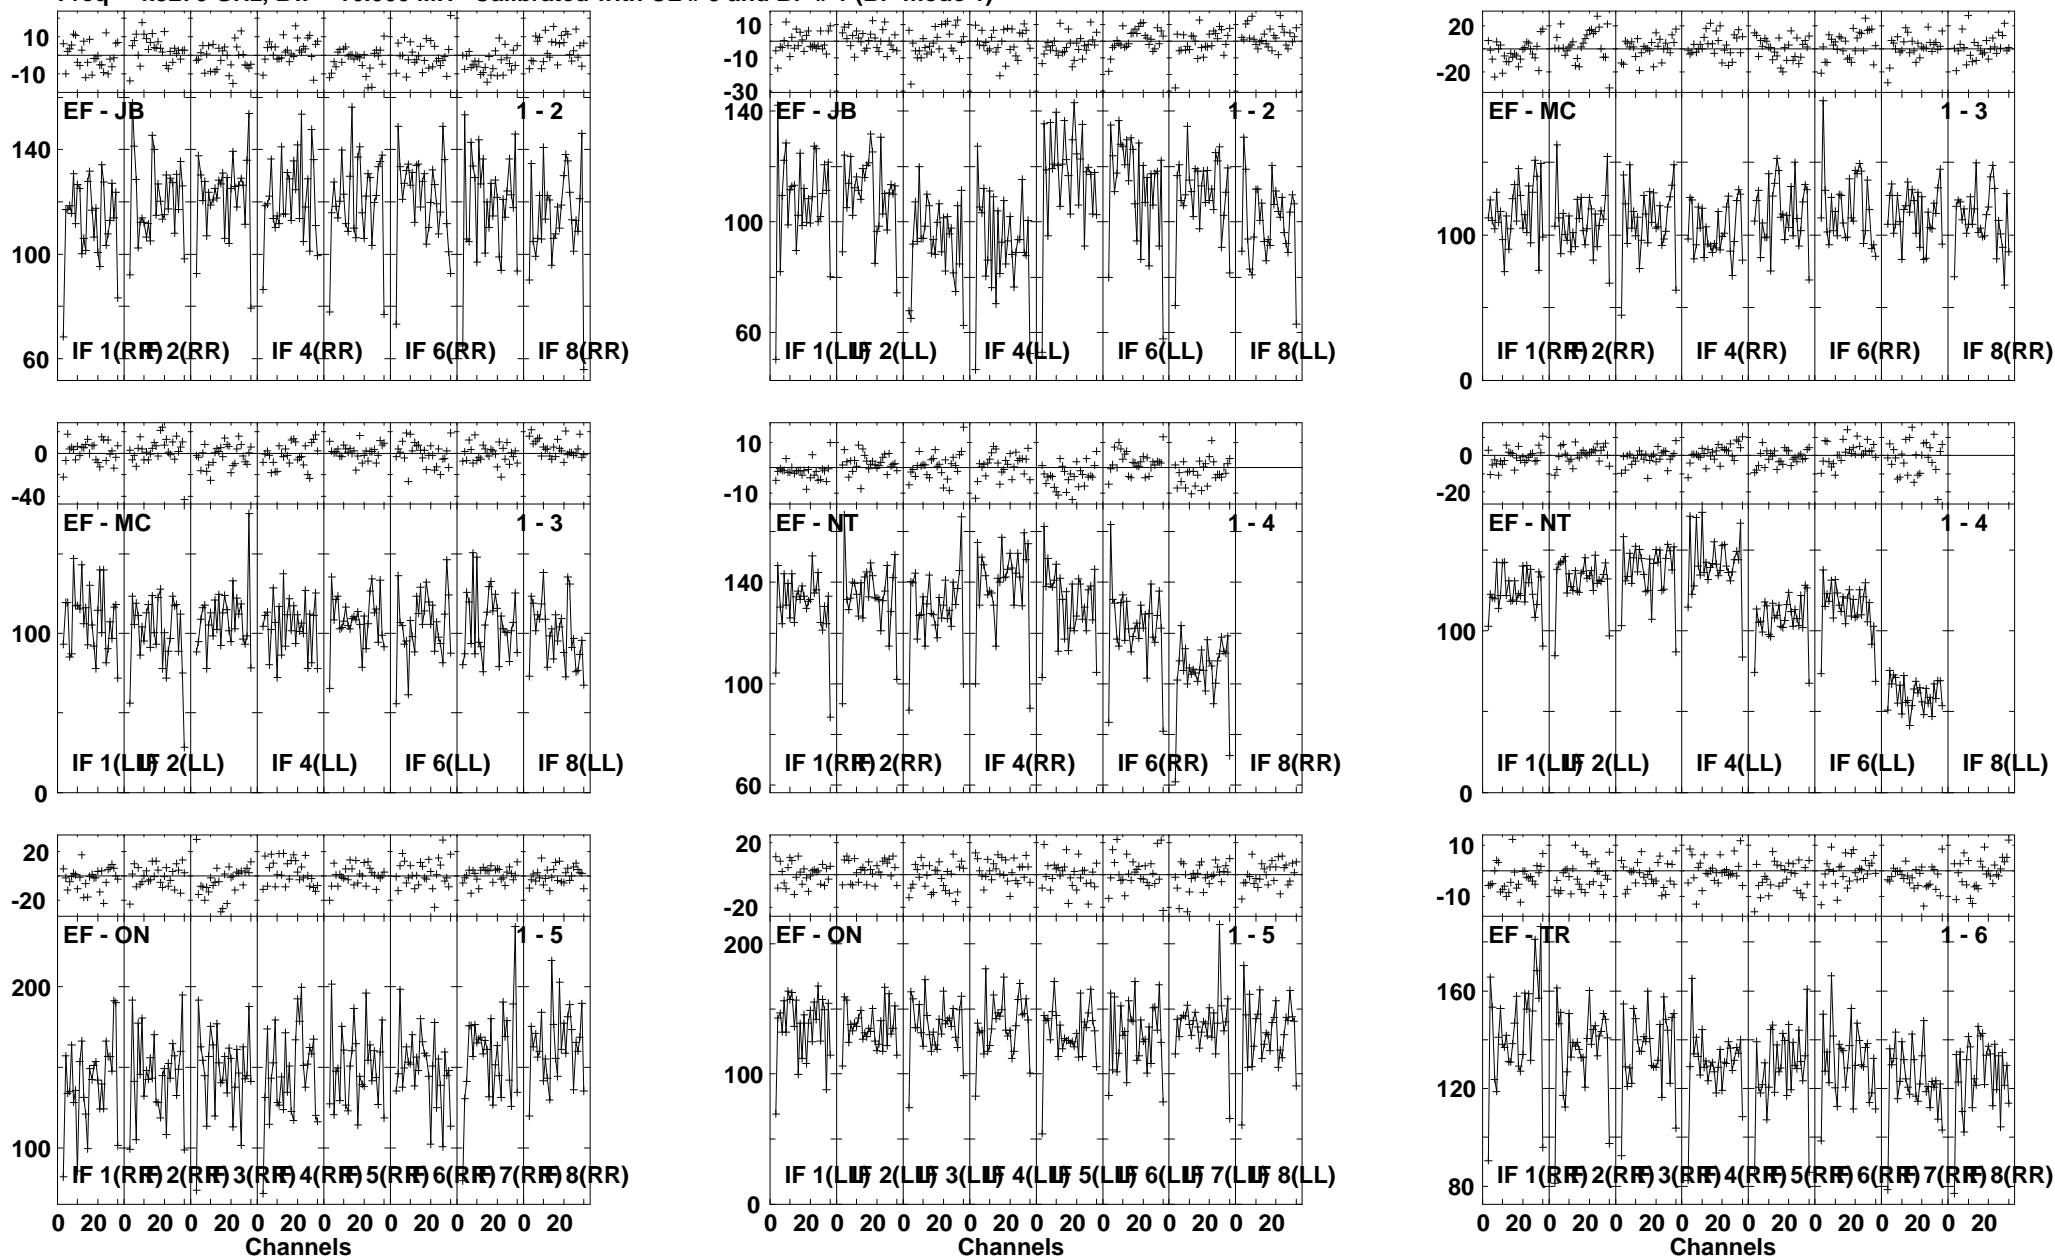 10
-10
EF - JB 1 - 2
140
100
60
IF 1(RR) IF 2(RR) IF 4(RR) IF 6(RR) IF 8(RR)
10
-10
-30
EF - JB 1 - 2
140
100
60
IF 1(LL) IF 2(LL) IF 4(LL) IF 6(LL) IF 8(LL)
20
-20
EF - MC 1 - 3
100
0
IF 1(RR) IF 2(RR) IF 4(RR) IF 6(RR) IF 8(RR)
0
-40
EF - MC 1 - 3
100
0
IF 1(LL) IF 2(LL) IF 4(LL) IF 6(LL) IF 8(LL)
10
-10
EF - NT 1 - 4
140
100
60
IF 1(RR) IF 2(RR) IF 4(RR) IF 6(RR) IF 8(RR)
0
-20
EF - NT 1 - 4
100
0
IF 1(LL) IF 2(LL) IF 4(LL) IF 6(LL) IF 8(LL)
20
-20
EF - ON 1 - 5
200
100
IF 1(RR) IF 2(RR) IF 3(RR) IF 4(RR) IF 5(RR) IF 6(RR) IF 7(RR) IF 8(RR)
0 20 0 20 0 20 0 20 0 20 0 20 0 20 0 20
Channels
20
-20
EF - ON 1 - 5
200
100
0
IF 1(LL) IF 2(LL) IF 3(LL) IF 4(LL) IF 5(LL) IF 6(LL) IF 7(LL) IF 8(LL)
0 20 0 20 0 20 0 20 0 20 0 20 0 20 0 20
Channels
10
-10
EF - TR 1 - 6
160
120
80
IF 1(RR) IF 2(RR) IF 3(RR) IF 4(RR) IF 5(RR) IF 6(RR) IF 7(RR) IF 8(RR)
0 20 0 20 0 20 0 20 0 20 0 20 0 20 0 20
Channels